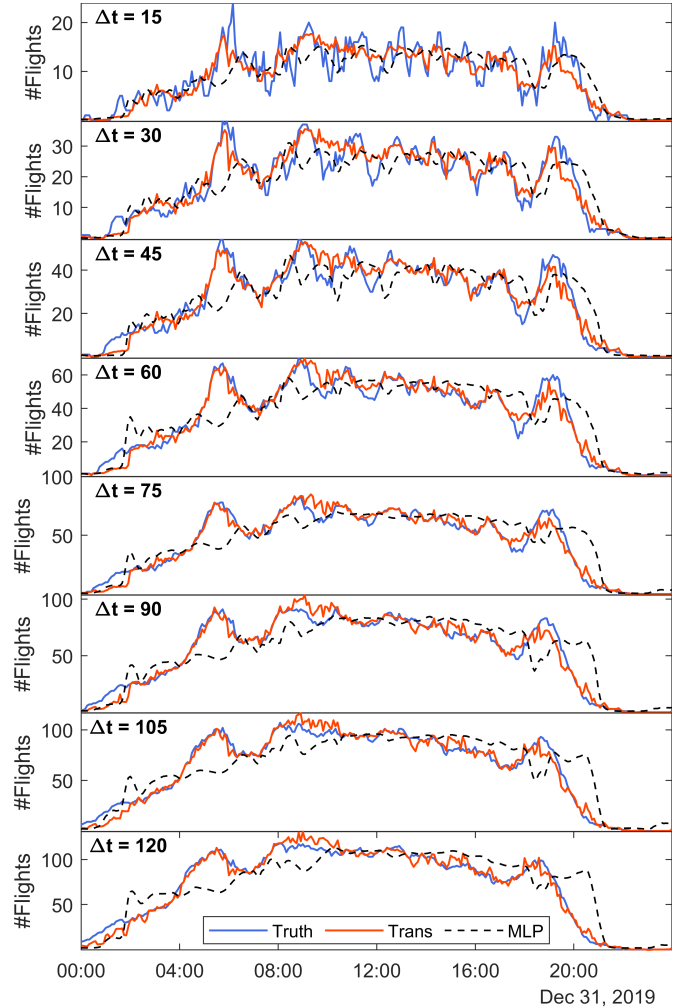 Δt = 15
20
10
#Flights
Δt = 30
30
20
10
#Flights
Δt = 45
40
20
#Flights
Δt = 60
60
40
20
#Flights
Δt = 75
100
50
#Flights
Δt = 90
100
50
#Flights
Δt = 105
100
50
#Flights
Δt = 120
100
50
#Flights
Truth Trans MLP
00:00 04:00 08:00 12:00 16:00 20:00
Dec 31, 2019